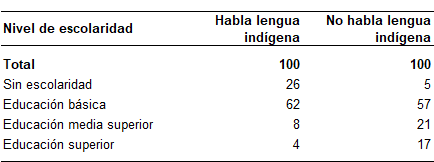 Nivel de escolaridad Habla lengua indígena No habla lengua indígena
Total 100 100
Sin escolaridad 26 5
Educación básica 62 57
Educación media superior 8 21
Educación superior 4 17